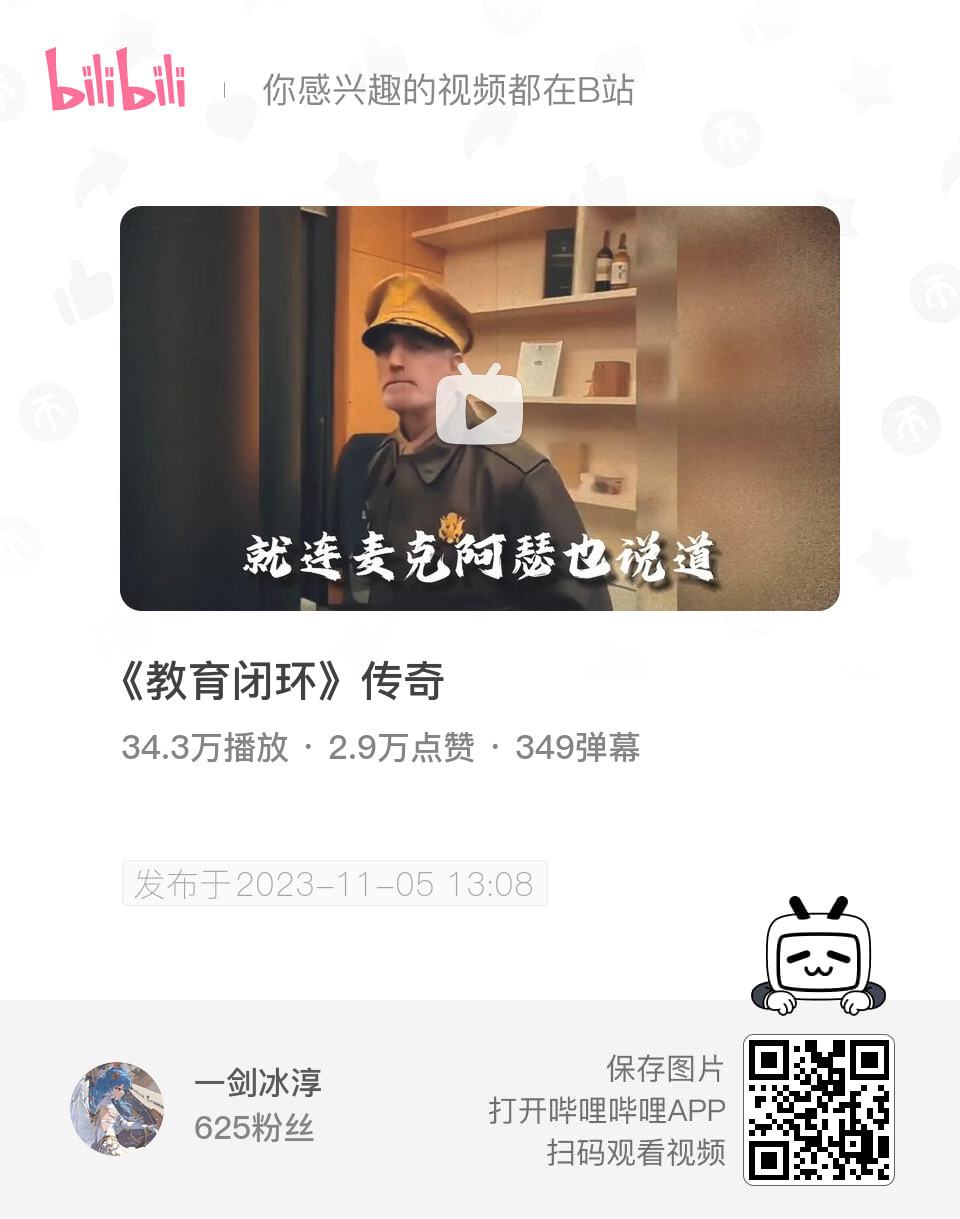 bilibili
你感兴趣的视频都在B站
就连麦克阿瑟也说道
《教育闭环》传奇
34.3万播放 · 2.9万点赞 · 349弹幕
发布于2023-11-05 13:08
一剑冰淳
625粉丝
保存图片
打开哔哩哔哩APP
扫码观看视频